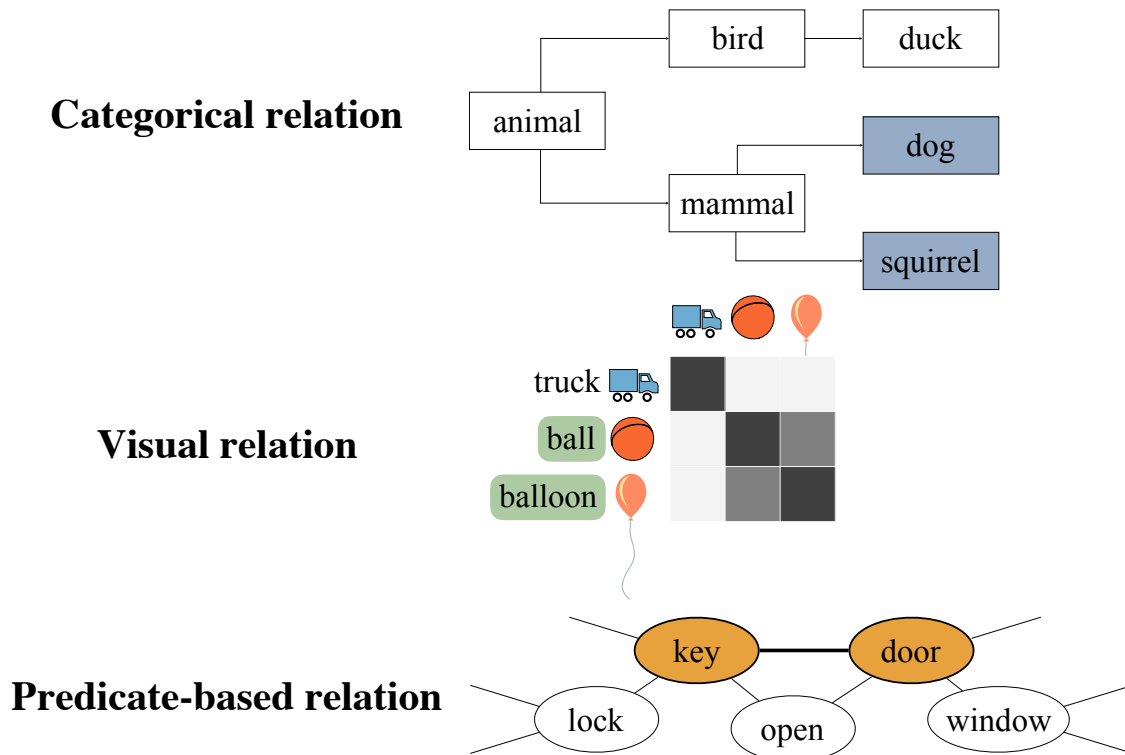 bird
duck
Categorical relation
animal
dog
mammal
squirrel
truck
Visual relation
ball
balloon
key
door
Predicate-based relation
lock
open
window